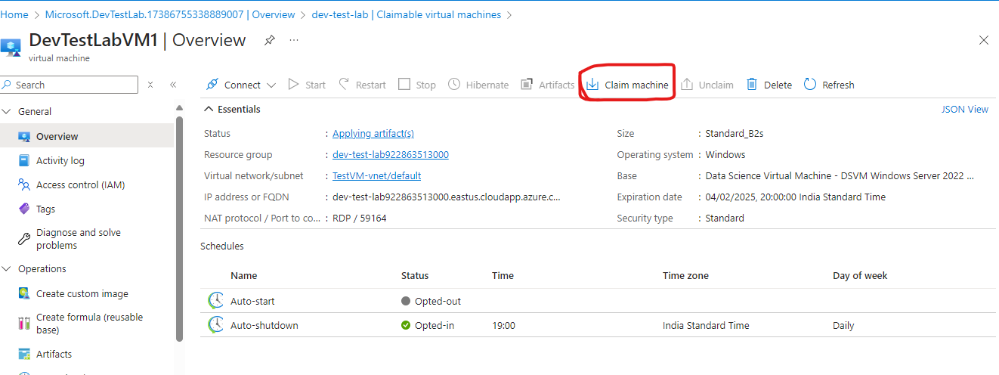 Home > Microsoft.DevTestLab.17386755338889007 | Overview > dev-test-lab | Claimable virtual machines >
DevTestLabVM1 | Overview ...
virtual machine
Search
Connect Start Restart Stop Hibernate Artifacts Claim machine Unclaim Delete Refresh
General
Overview
Activity log
Access control (IAM)
Tags
Diagnose and solve
problems
Operations
Create custom image
Create formula (reusable
base)
Artifacts
Essentials JSON View
Status : Applying artifact(s) Size : Standard_B2s
Resource group : dev-test-lab922863513000 Operating system : Windows
Virtual network/subnet : TestVM-vnet/default Base : Data Science Virtual Machine - DSVM Windows Server 2022 ...
IP address or FQDN : dev-test-lab922863513000.eastus.cloudapp.azure.c... Expiration date : 04/02/2025, 20:00:00 India Standard Time
NAT protocol / Port to co... : RDP / 59164 Security type : Standard
Schedules
Name Status Time Time zone Day of week
Auto-start Opted-out
Auto-shutdown Opted-in 19:00 India Standard Time Daily